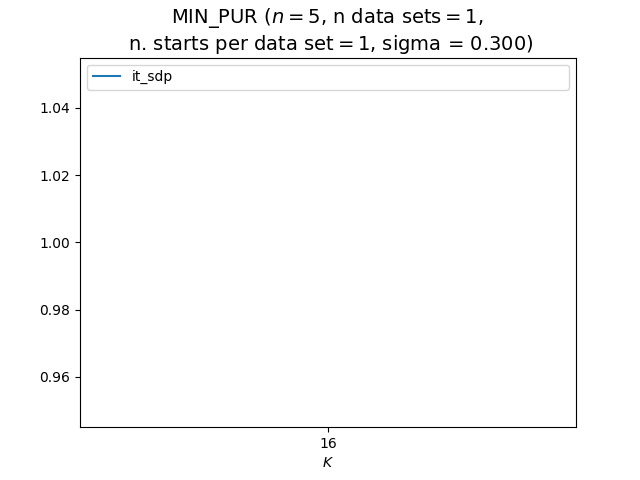 MIN_PUR (n = 5, n data sets = 1,
n. starts per data set = 1, sigma = 0.300)
it_sdp
1.04
1.02
1.00
0.98
0.96
16
K